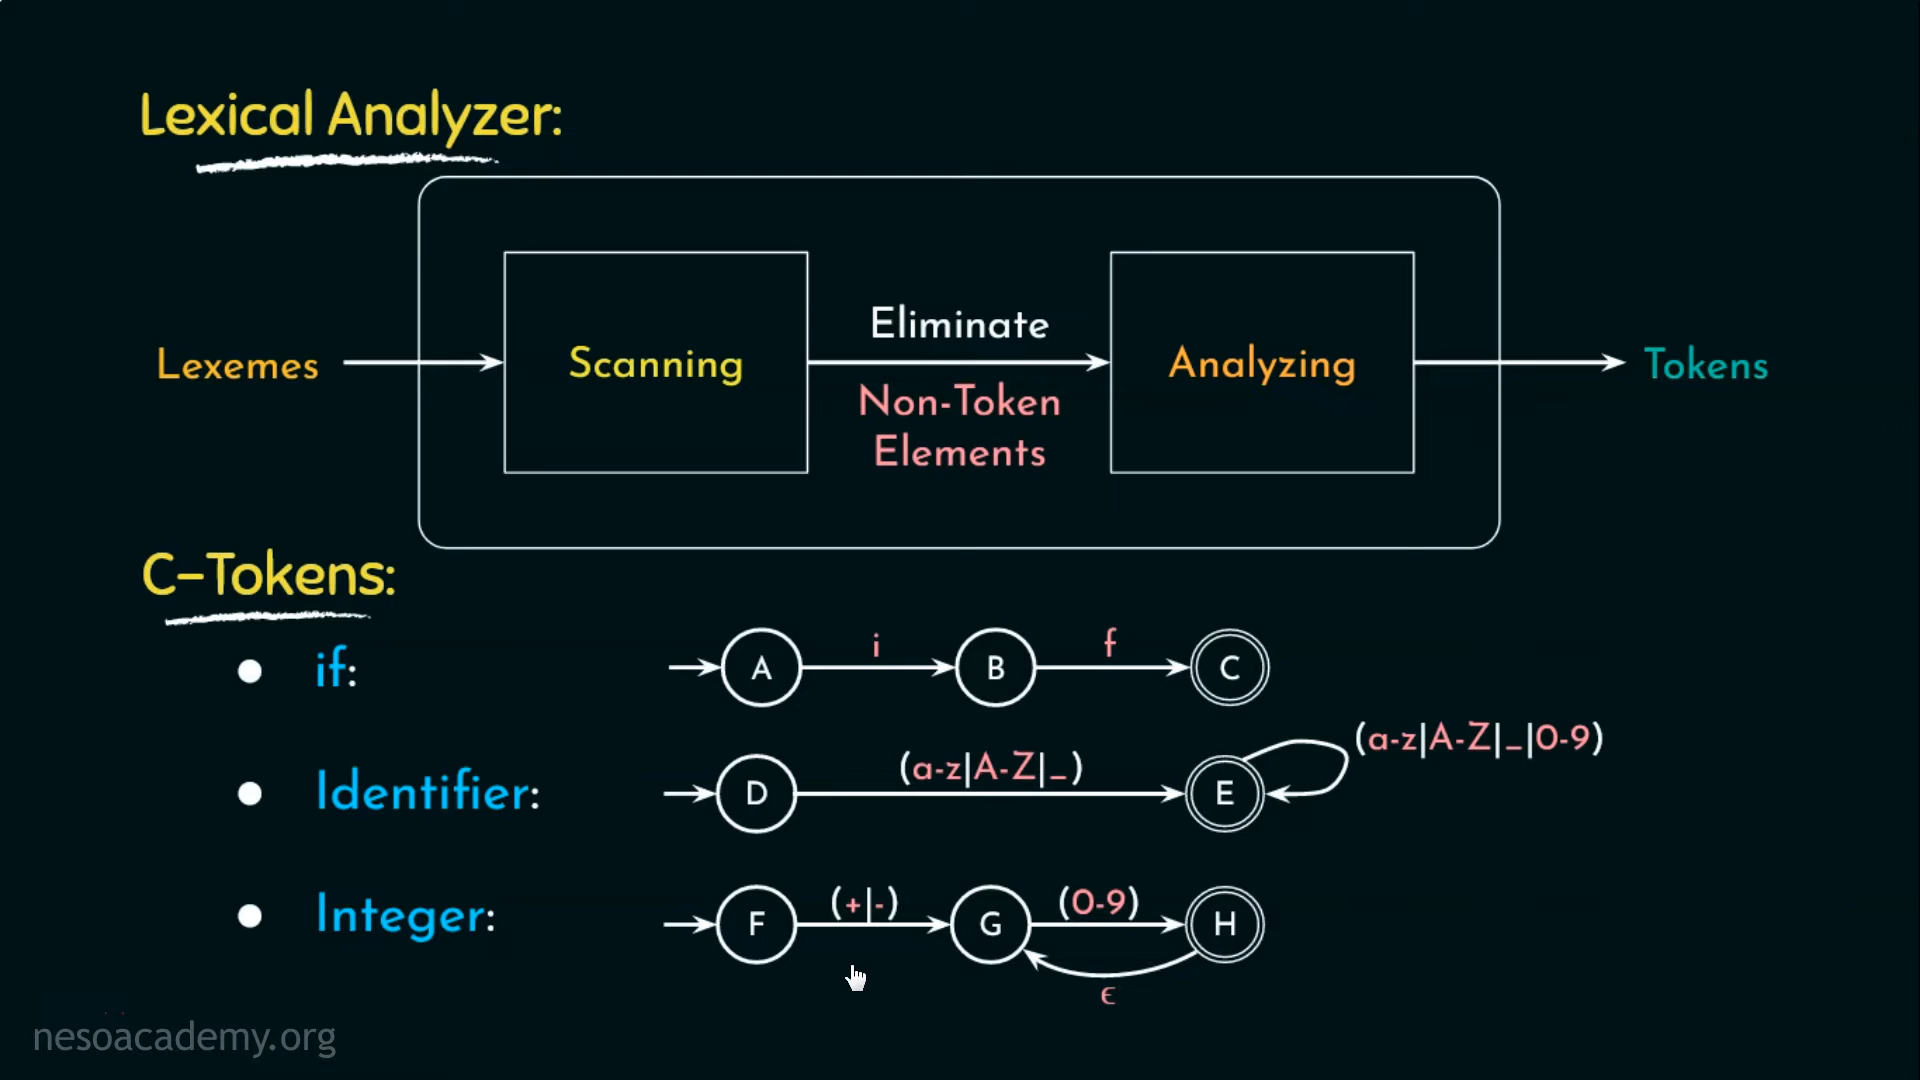 Lexical Analyzer:
Eliminate
Lexemes Scanning Analyzing Tokens
Non-Token
Elements
C-Tokens:
if: A i B f C
Identifier: D (a-z|A-Z|_) E (a-z|A-Z|_|0-9)
Integer: F (+|-) G (0-9) H
ϵ
nesoacademy.org